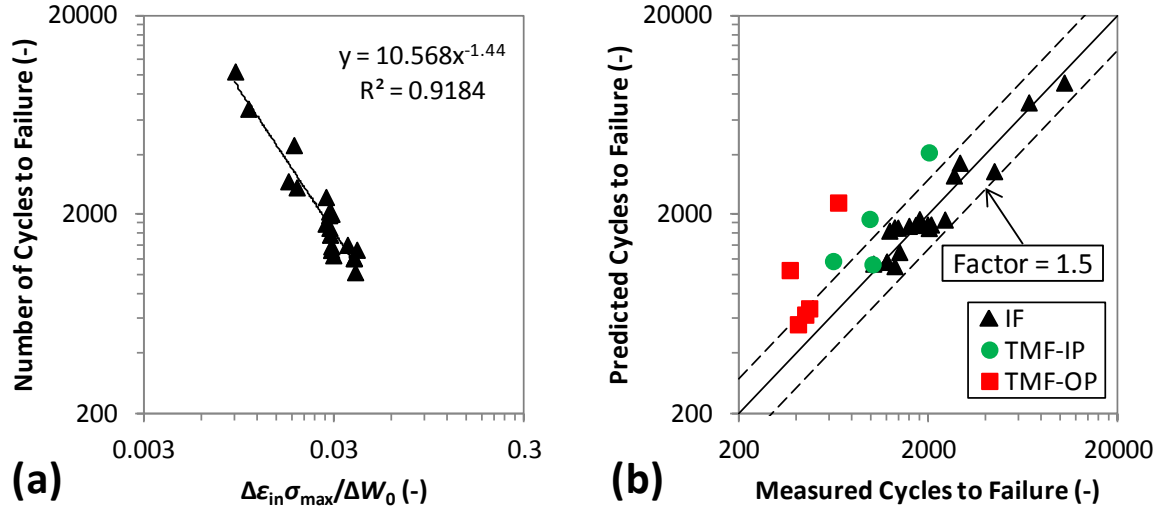 Number of Cycles to Failure (-)
20000
2000
200
0.003
0.03
0.3
y = 10.568x^-1.44
R² = 0.9184
(a)
Δε_in σ_max/ΔW_0 (-)
Predicted Cycles to Failure (-)
20000
2000
200
200
2000
20000
Factor = 1.5
IF
TMF-IP
TMF-OP
(b)
Measured Cycles to Failure (-)